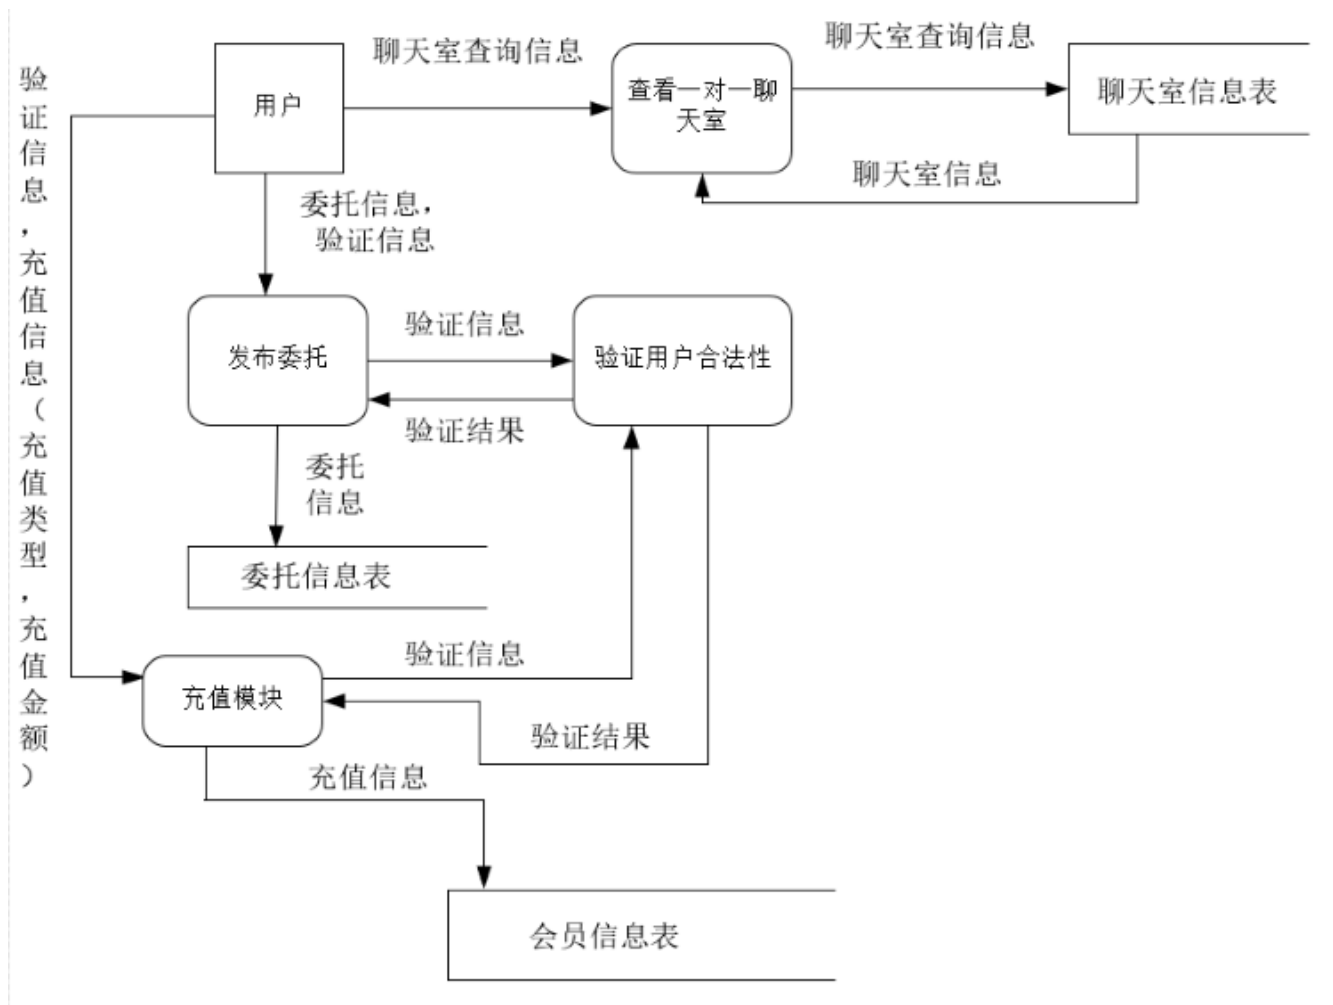 验证信息，充值信息（充值类型，充值金额）
用户
聊天室查询信息
查看一对一聊
天室
聊天室查询信息
聊天室信息表
聊天室信息
委托信息，
验证信息
发布委托
验证信息
验证用户合法性
验证结果
委托
信息
委托信息表
验证信息
充值模块
验证结果
充值信息
会员信息表